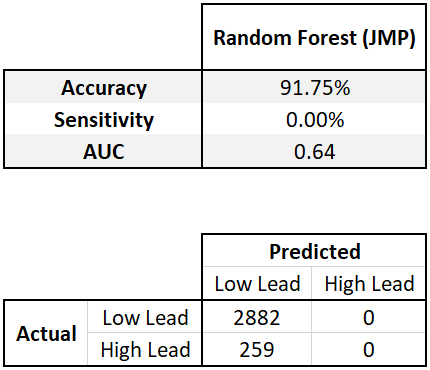 Random Forest (JMP)
Accuracy 91.75%
Sensitivity 0.00%
AUC 0.64
Predicted
Low Lead High Lead
Actual Low Lead 2882 0
High Lead 259 0